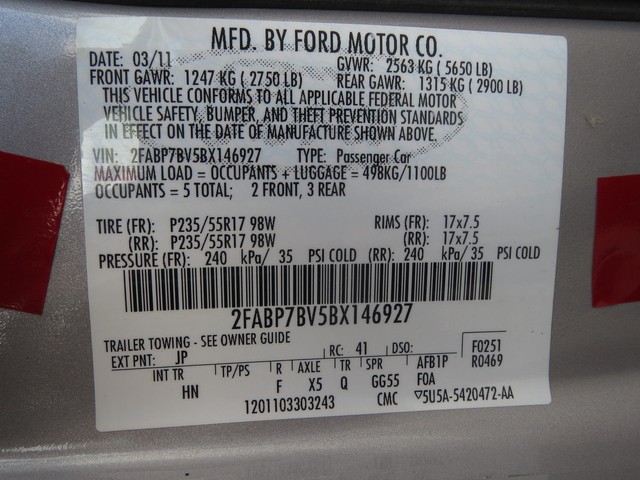 MFD. BY FORD MOTOR CO.
DATE: 03/11 GVWR: 2563 KG ( 5650 LB)
FRONT GAWR: 1247 KG ( 2750 LB) REAR GAWR: 1315 KG ( 2900 LB)
THIS VEHICLE CONFORMS TO ALL APPLICABLE FEDERAL MOTOR
VEHICLE SAFETY, BUMPER, AND THEFT PREVENTION STANDARDS
IN EFFECT ON THE DATE OF MANUFACTURE SHOWN ABOVE.
VIN: 2FABP7BV5BX146927 TYPE: Passenger Car
MAXIMUM LOAD = OCCUPANTS + LUGGAGE = 498KG/1100LB
OCCUPANTS = 5 TOTAL; 2 FRONT, 3 REAR
TIRE (FR): P235/55R17 98W RIMS (FR): 17x7.5
(RR): P235/55R17 98W (RR): 17x7.5
PRESSURE (FR): 240 kPa/ 35 PSI COLD (RR): 240 kPa/ 35 PSI COLD
2FABP7BV5BX146927
TRAILER TOWING - SEE OWNER GUIDE F0251
EXT PNT: JP RC: 41 DSO: R0469
INT TR TP/PS R AXLE TR SPR AFB1P
HN F X5 Q GG55 F0A
1201103303243 CMC ▽5U5A-5420472-AA